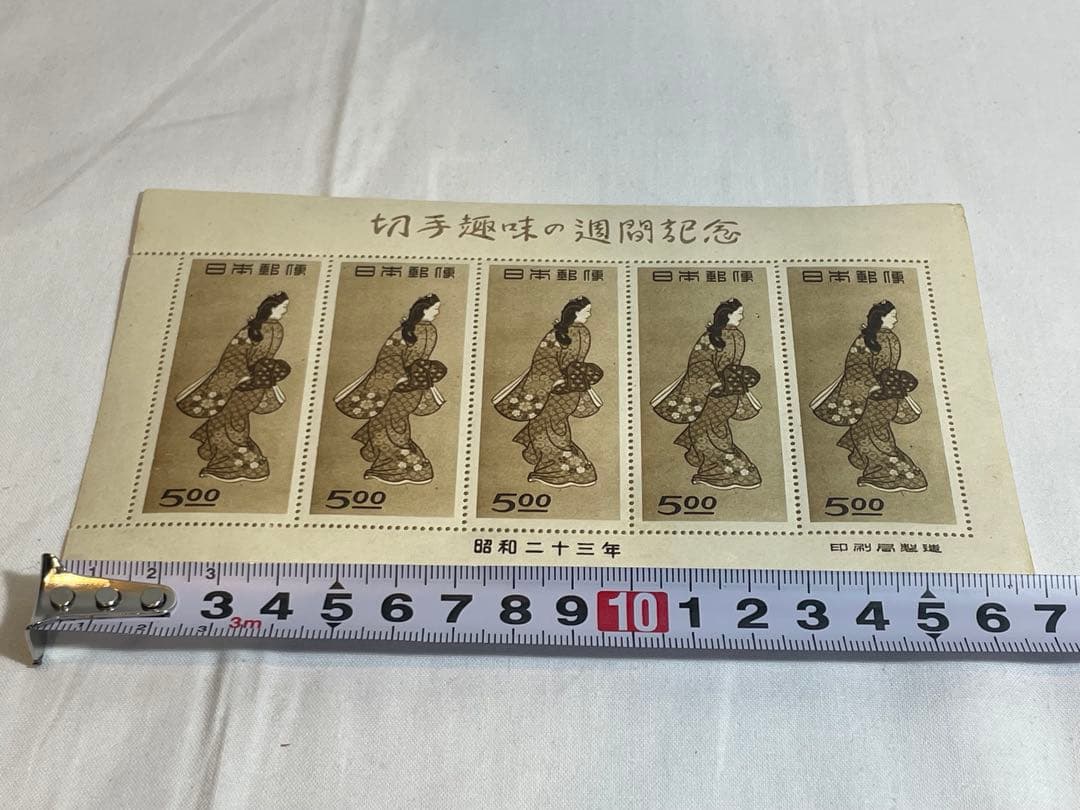 切手趣味の週間記念
日本郵便 日本郵便 日本郵便 日本郵便 日本郵便
5.00 5.00 5.00 5.00 5.00
昭和二十三年 印刷局製造
1 2 3
3 4 5 6 7 8 9 10 1 2 3 4 5 6 7
3m